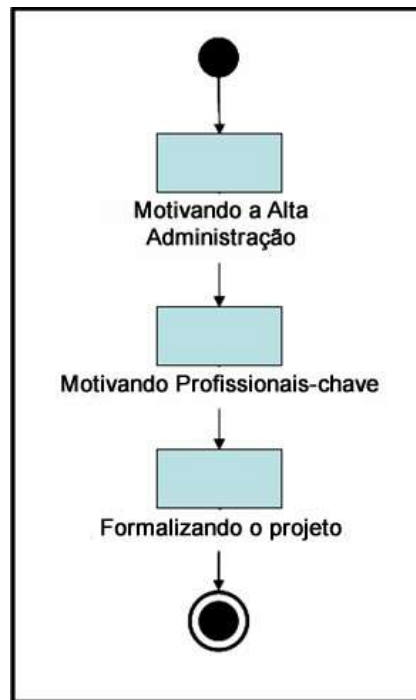 Motivando a Alta
Administração
Motivando Profissionais-chave
Formalizando o projeto